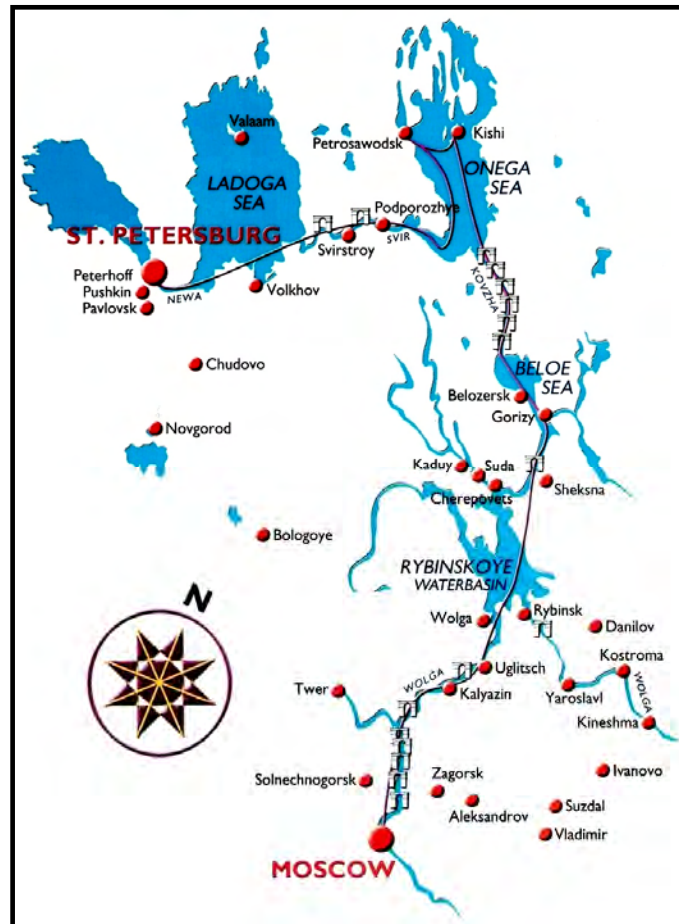 Valaam
Petrosawodsk
Kishi
LADOGA
SEA
ONEGA
SEA
Podporozhye
ST. PETERSBURG
Svirstroy
SVIR
Peterhoff
Pushkin
Pavlovsk
NEWA
Volkhov
KOVZHA
Chudovo
BELOE
SEA
Belozersk
Gorizy
Novgorod
Kaduy
Suda
Cherepovets
Sheksna
Bologoye
RYBINSKOYE
WATERBASIN
N
Wolga
Rybinsk
Danilov
Uglitsch
Kostroma
Twer
WOLGA
Kalyazin
Yaroslavl
WOLGA
Kineshma
Solnechnogorsk
Zagorsk
Ivanovo
Aleksandrov
Suzdal
Vladimir
MOSCOW